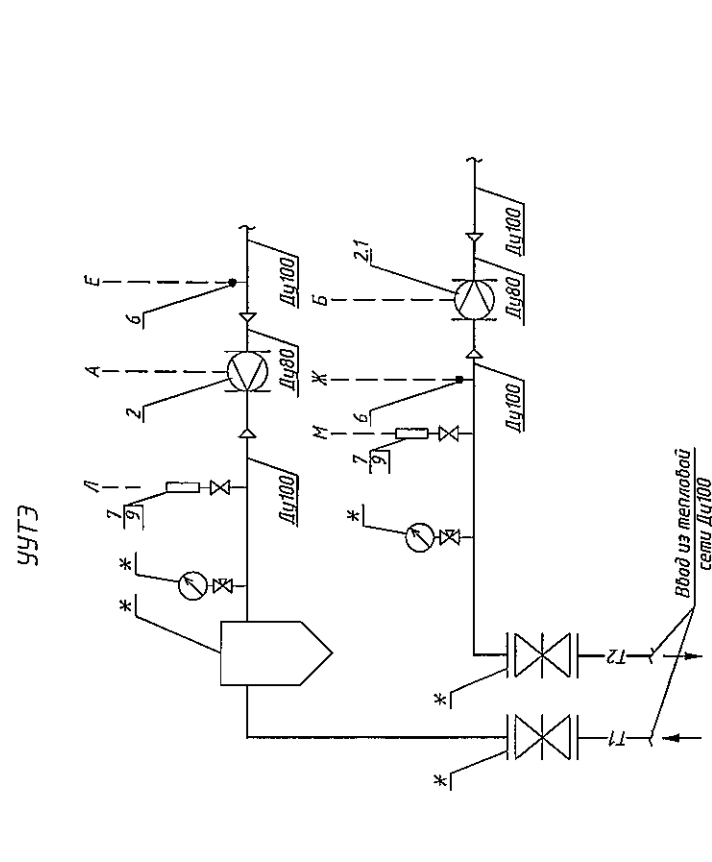 УУТЭ
Е
6
Ду100
А
2
Ду80
Л
7
9
Ду100
*
*
Б
2.1
Ду100
Ду80
Ж
6
М
7
9
Ду100
*
*
*
Т2
Т1
Ввод из тепловой
сети Ду100